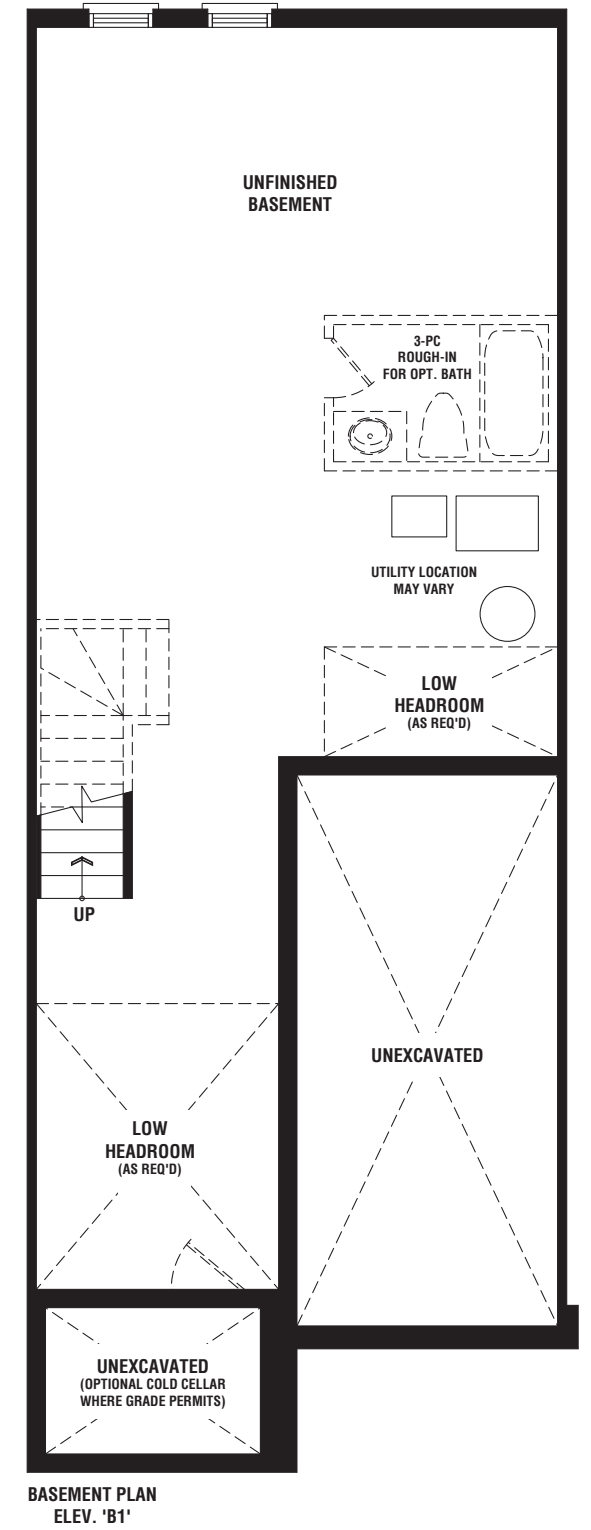 UNFINISHED
BASEMENT
3-PC
ROUGH-IN
FOR OPT. BATH
UTILITY LOCATION
MAY VARY
LOW
HEADROOM
(AS REQ'D)
UP
UNEXCAVATED
LOW
HEADROOM
(AS REQ'D)
UNEXCAVATED
(OPTIONAL COLD CELLAR
WHERE GRADE PERMITS)
BASEMENT PLAN
ELEV. 'B1'